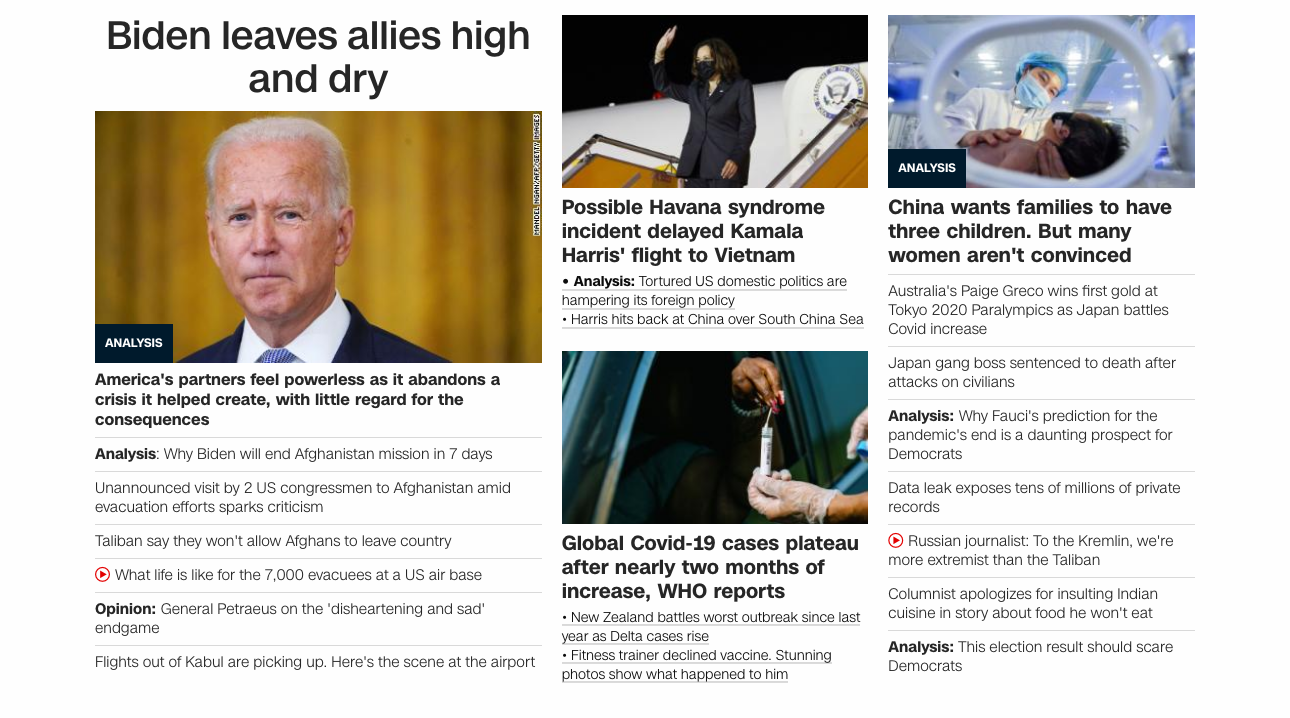 Biden leaves allies high
and dry
MANDEL NGAN/AFP/GETTY IMAGES
ANALYSIS
America's partners feel powerless as it abandons a
crisis it helped create, with little regard for the
consequences
Analysis: Why Biden will end Afghanistan mission in 7 days
Unannounced visit by 2 US congressmen to Afghanistan amid
evacuation efforts sparks criticism
Taliban say they won't allow Afghans to leave country
What life is like for the 7,000 evacuees at a US air base
Opinion: General Petraeus on the 'disheartening and sad'
endgame
Flights out of Kabul are picking up. Here's the scene at the airport
Possible Havana syndrome
incident delayed Kamala
Harris' flight to Vietnam
• Analysis: Tortured US domestic politics are
hampering its foreign policy
• Harris hits back at China over South China Sea
Global Covid-19 cases plateau
after nearly two months of
increase, WHO reports
• New Zealand battles worst outbreak since last
year as Delta cases rise
• Fitness trainer declined vaccine. Stunning
photos show what happened to him
ANALYSIS
China wants families to have
three children. But many
women aren't convinced
Australia's Paige Greco wins first gold at
Tokyo 2020 Paralympics as Japan battles
Covid increase
Japan gang boss sentenced to death after
attacks on civilians
Analysis: Why Fauci's prediction for the
pandemic's end is a daunting prospect for
Democrats
Data leak exposes tens of millions of private
records
Russian journalist: To the Kremlin, we're
more extremist than the Taliban
Columnist apologizes for insulting Indian
cuisine in story about food he won't eat
Analysis: This election result should scare
Democrats